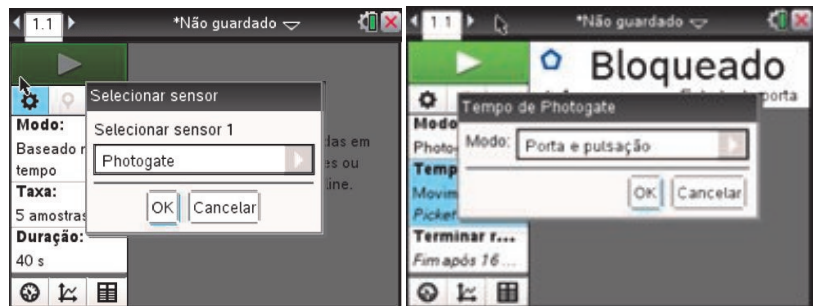 1.1 *Não guardado
Selecionar sensor
Selecionar sensor 1
Photogate
OK Cancelar
Modo:
Baseado
tempo
Taxa:
5 amostras
Duração:
40 s
das em
es ou
line.
1.1 *Não guardado
Bloqueado
porta
Tempo de Photogate
Modo: Porta e pulsação
OK Cancelar
Modo
Photo-
Temp
Movim
Picker
Terminar r...
Fim após 16 ...